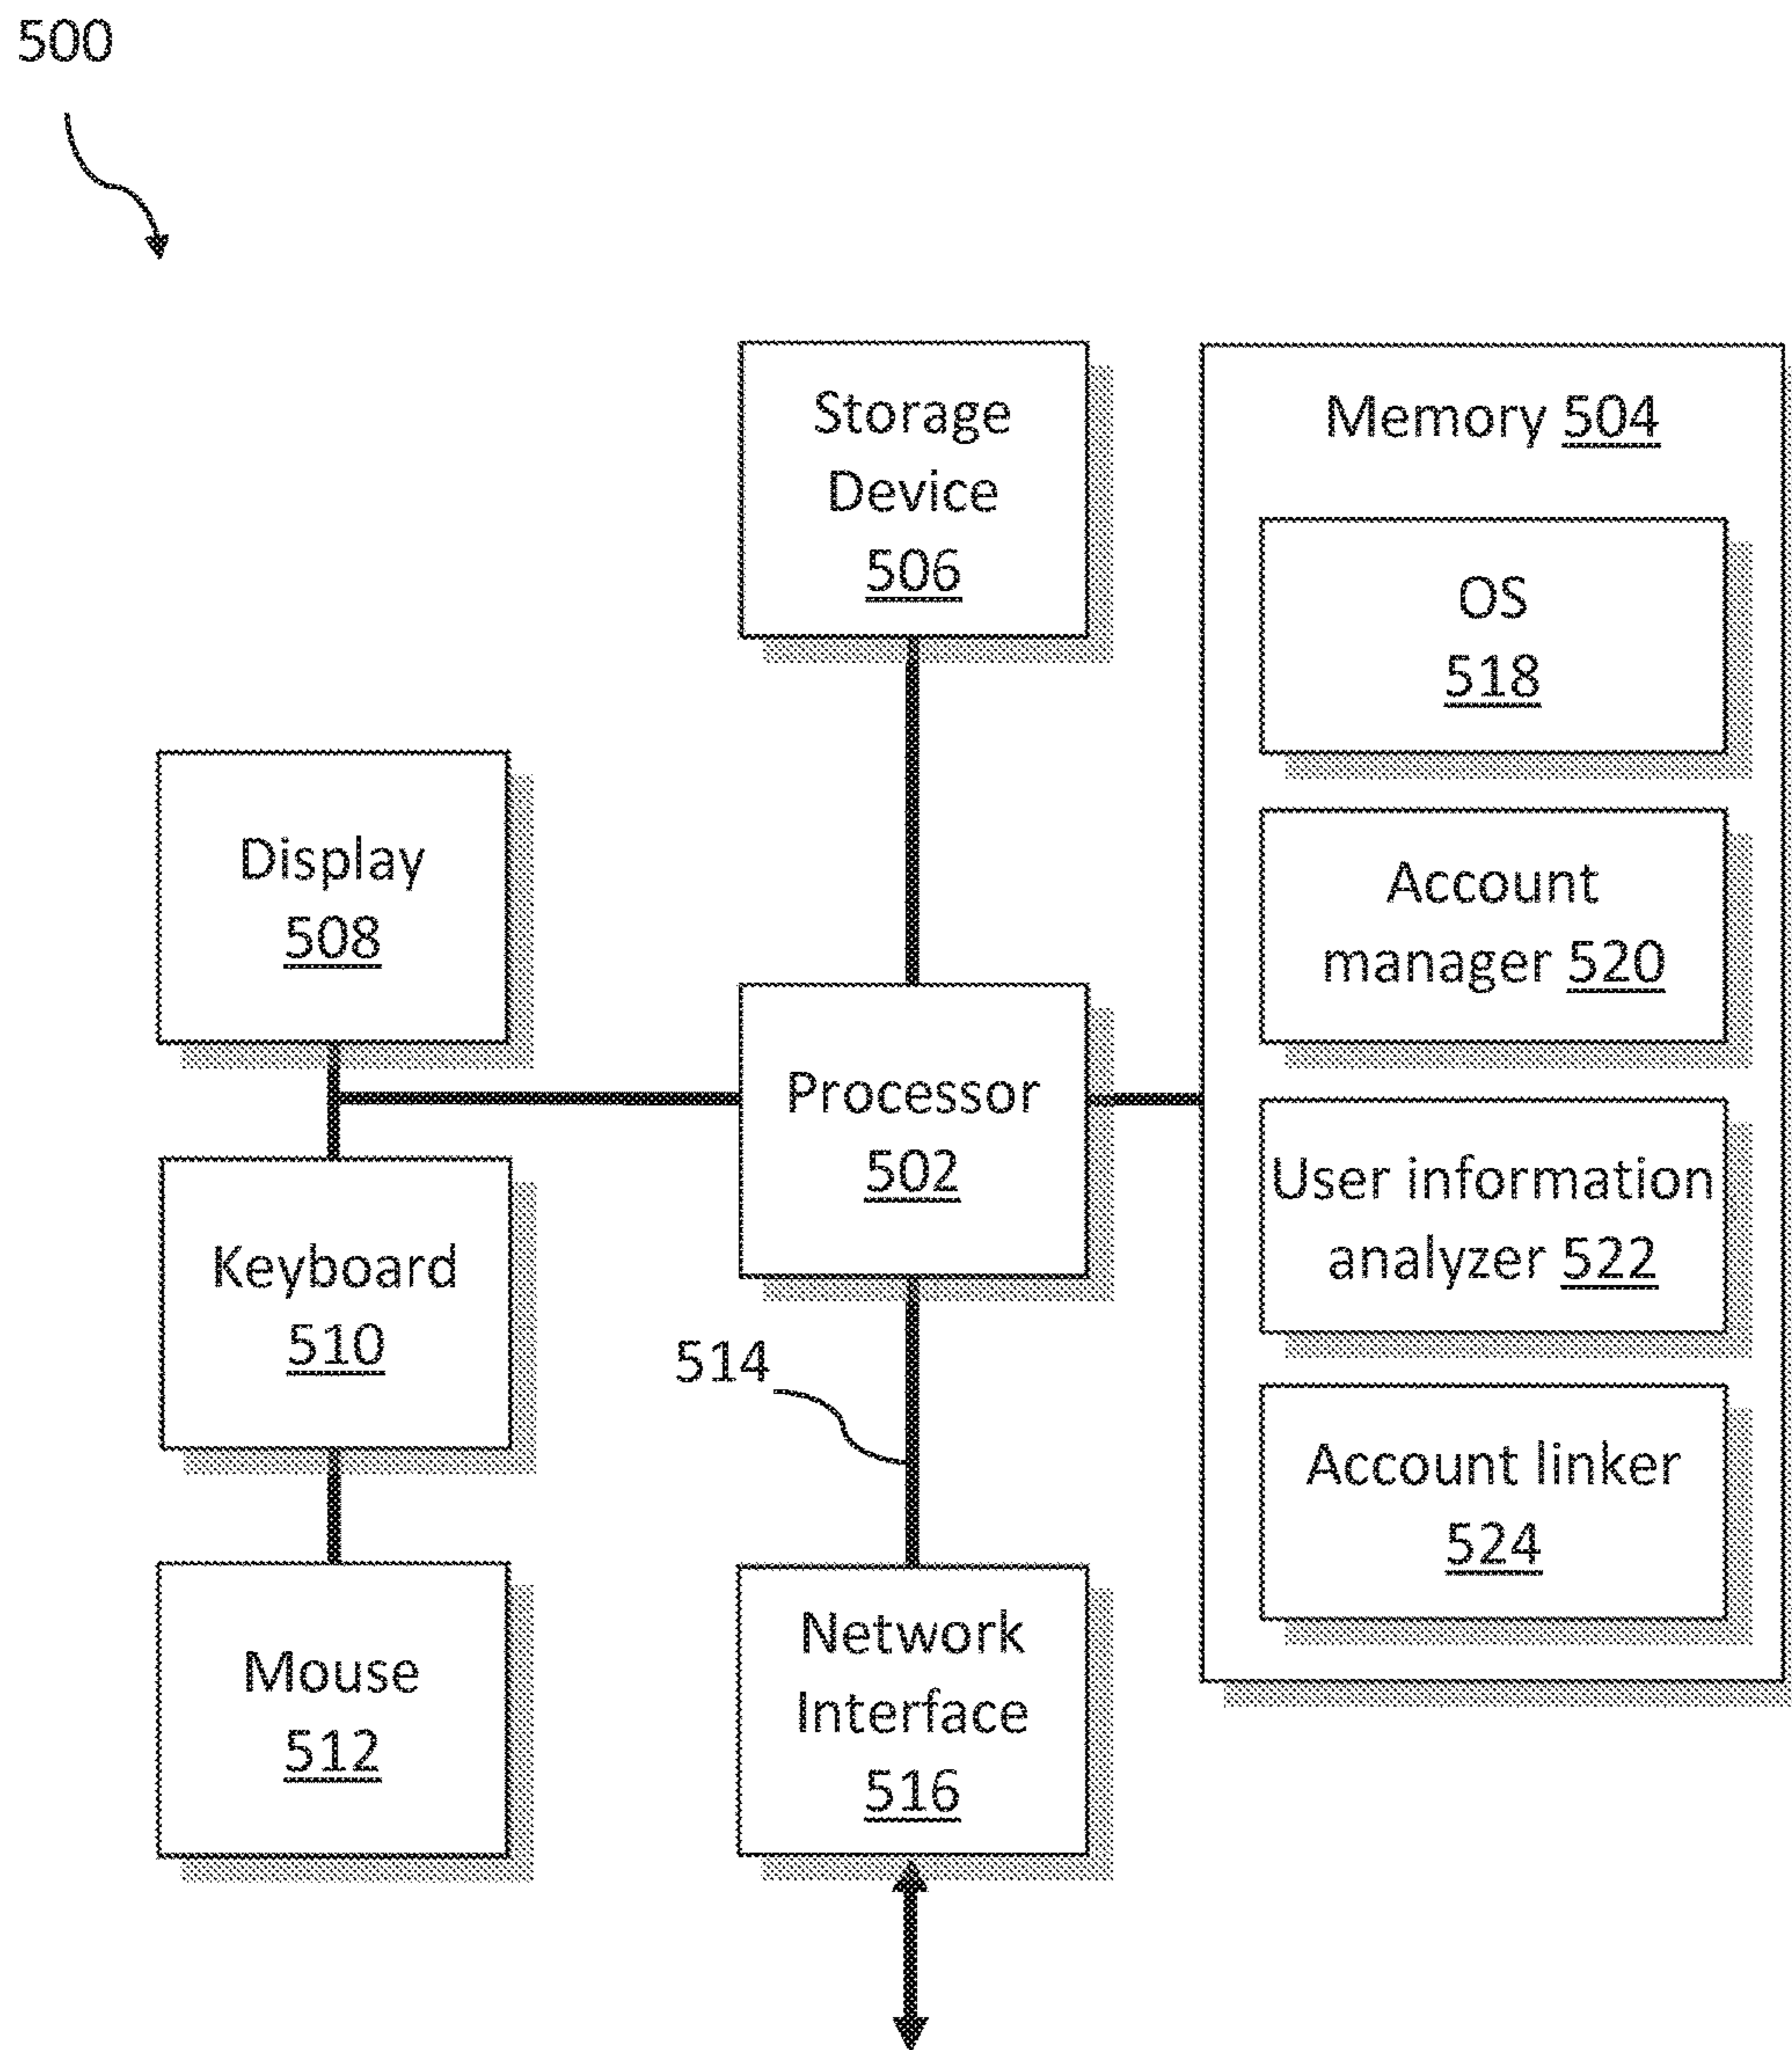 500
Storage
Device
506
Memory 504
OS
518
Display
508
Account
manager 520
Processor
502
User information
analyzer 522
Keyboard
510
514
Account linker
524
Mouse
512
Network
Interface
516